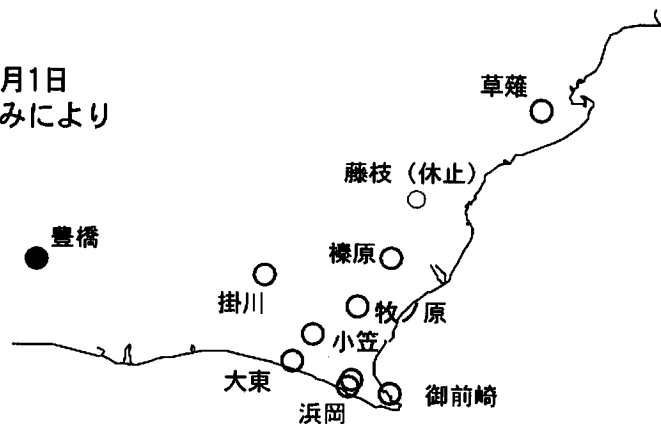 月1日
みにより
草薙
藤枝（休止）
豊橋
榛原
掛川
牧ノ原
小笠
大東
浜岡
御前崎